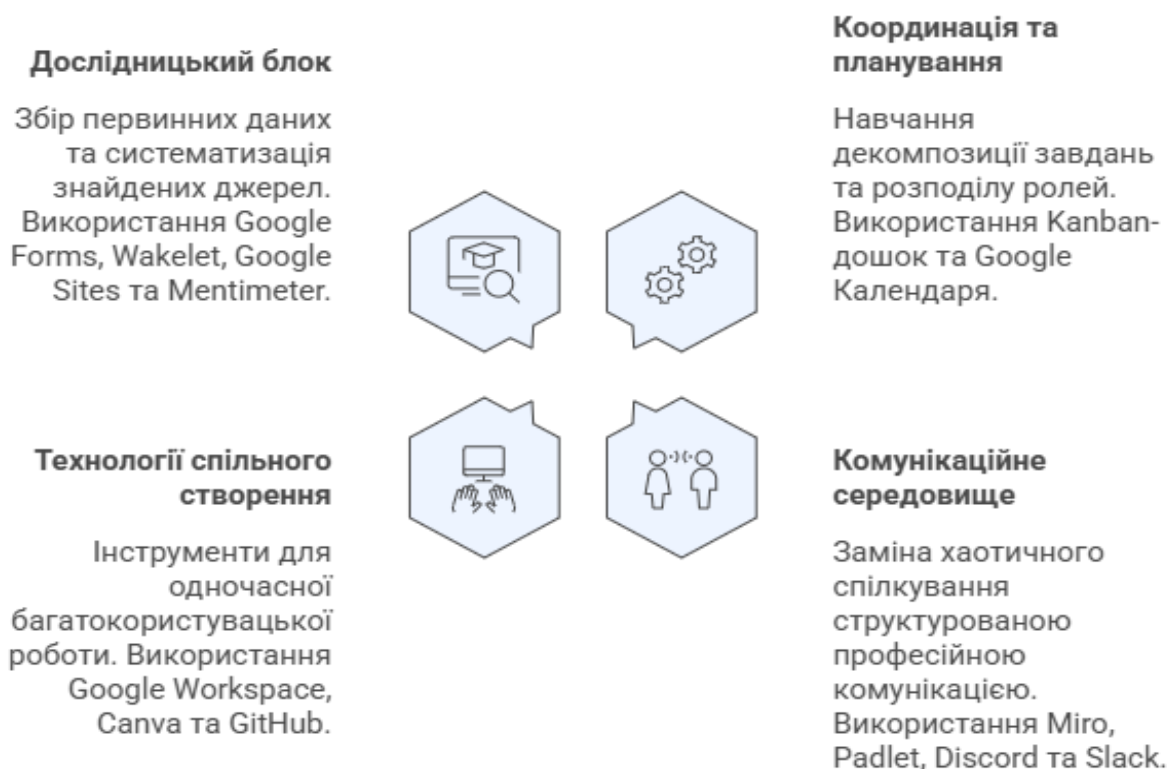 Дослідницький блок
Збір первинних даних
та систематизація
знайдених джерел.
Використання Google
Forms, Wakelet, Google
Sites та Mentimeter.
Координація та
планування
Навчання
декомпозиції завдань
та розподілу ролей.
Використання Kanban-
дошок та Google
Календаря.
Технології спільного
створення
Інструменти для
одночасної
багатокористувацької
роботи. Використання
Google Workspace,
Canva та GitHub.
Комунікаційне
середовище
Заміна хаотичного
спілкування
структурованою
професійною
комунікацією.
Використання Miro,
Padlet, Discord та Slack.